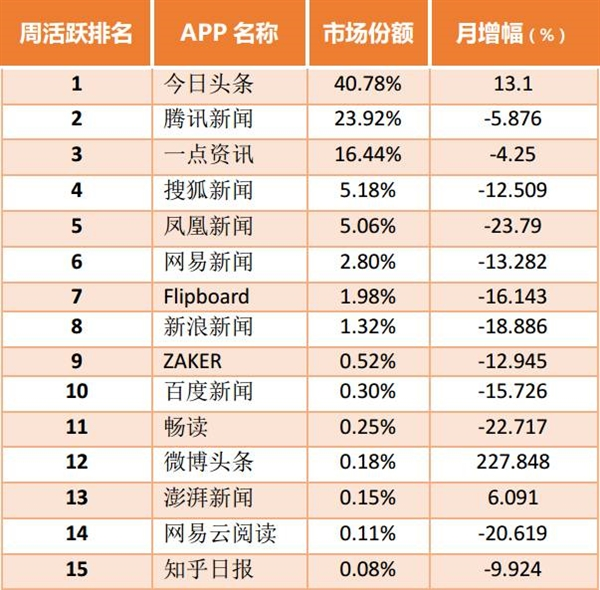 周活跃排名 APP 名称 市场份额 月增幅（%）
1 今日头条 40.78% 13.1
2 腾讯新闻 23.92% -5.876
3 一点资讯 16.44% -4.25
4 搜狐新闻 5.18% -12.509
5 凤凰新闻 5.06% -23.79
6 网易新闻 2.80% -13.282
7 Flipboard 1.98% -16.143
8 新浪新闻 1.32% -18.886
9 ZAKER 0.52% -12.945
10 百度新闻 0.30% -15.726
11 畅读 0.25% -22.717
12 微博头条 0.18% 227.848
13 澎湃新闻 0.15% 6.091
14 网易云阅读 0.11% -20.619
15 知乎日报 0.08% -9.924